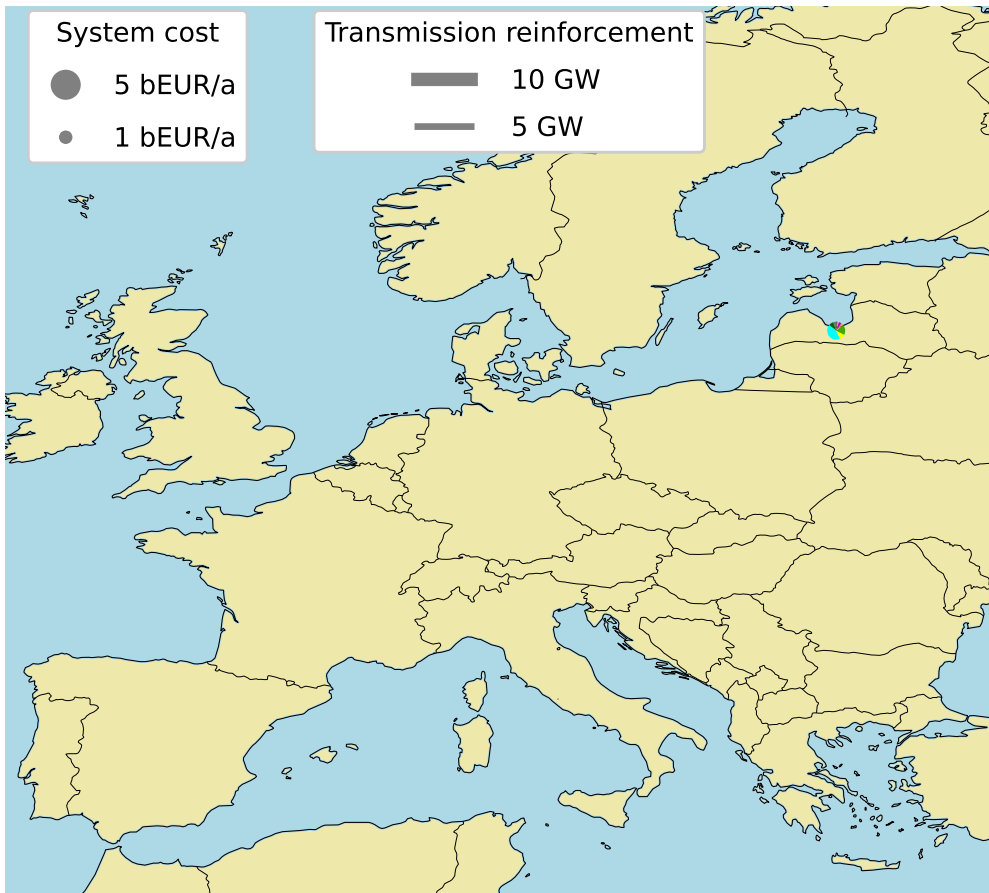 System cost
5 bEUR/a
1 bEUR/a
Transmission reinforcement
10 GW
5 GW